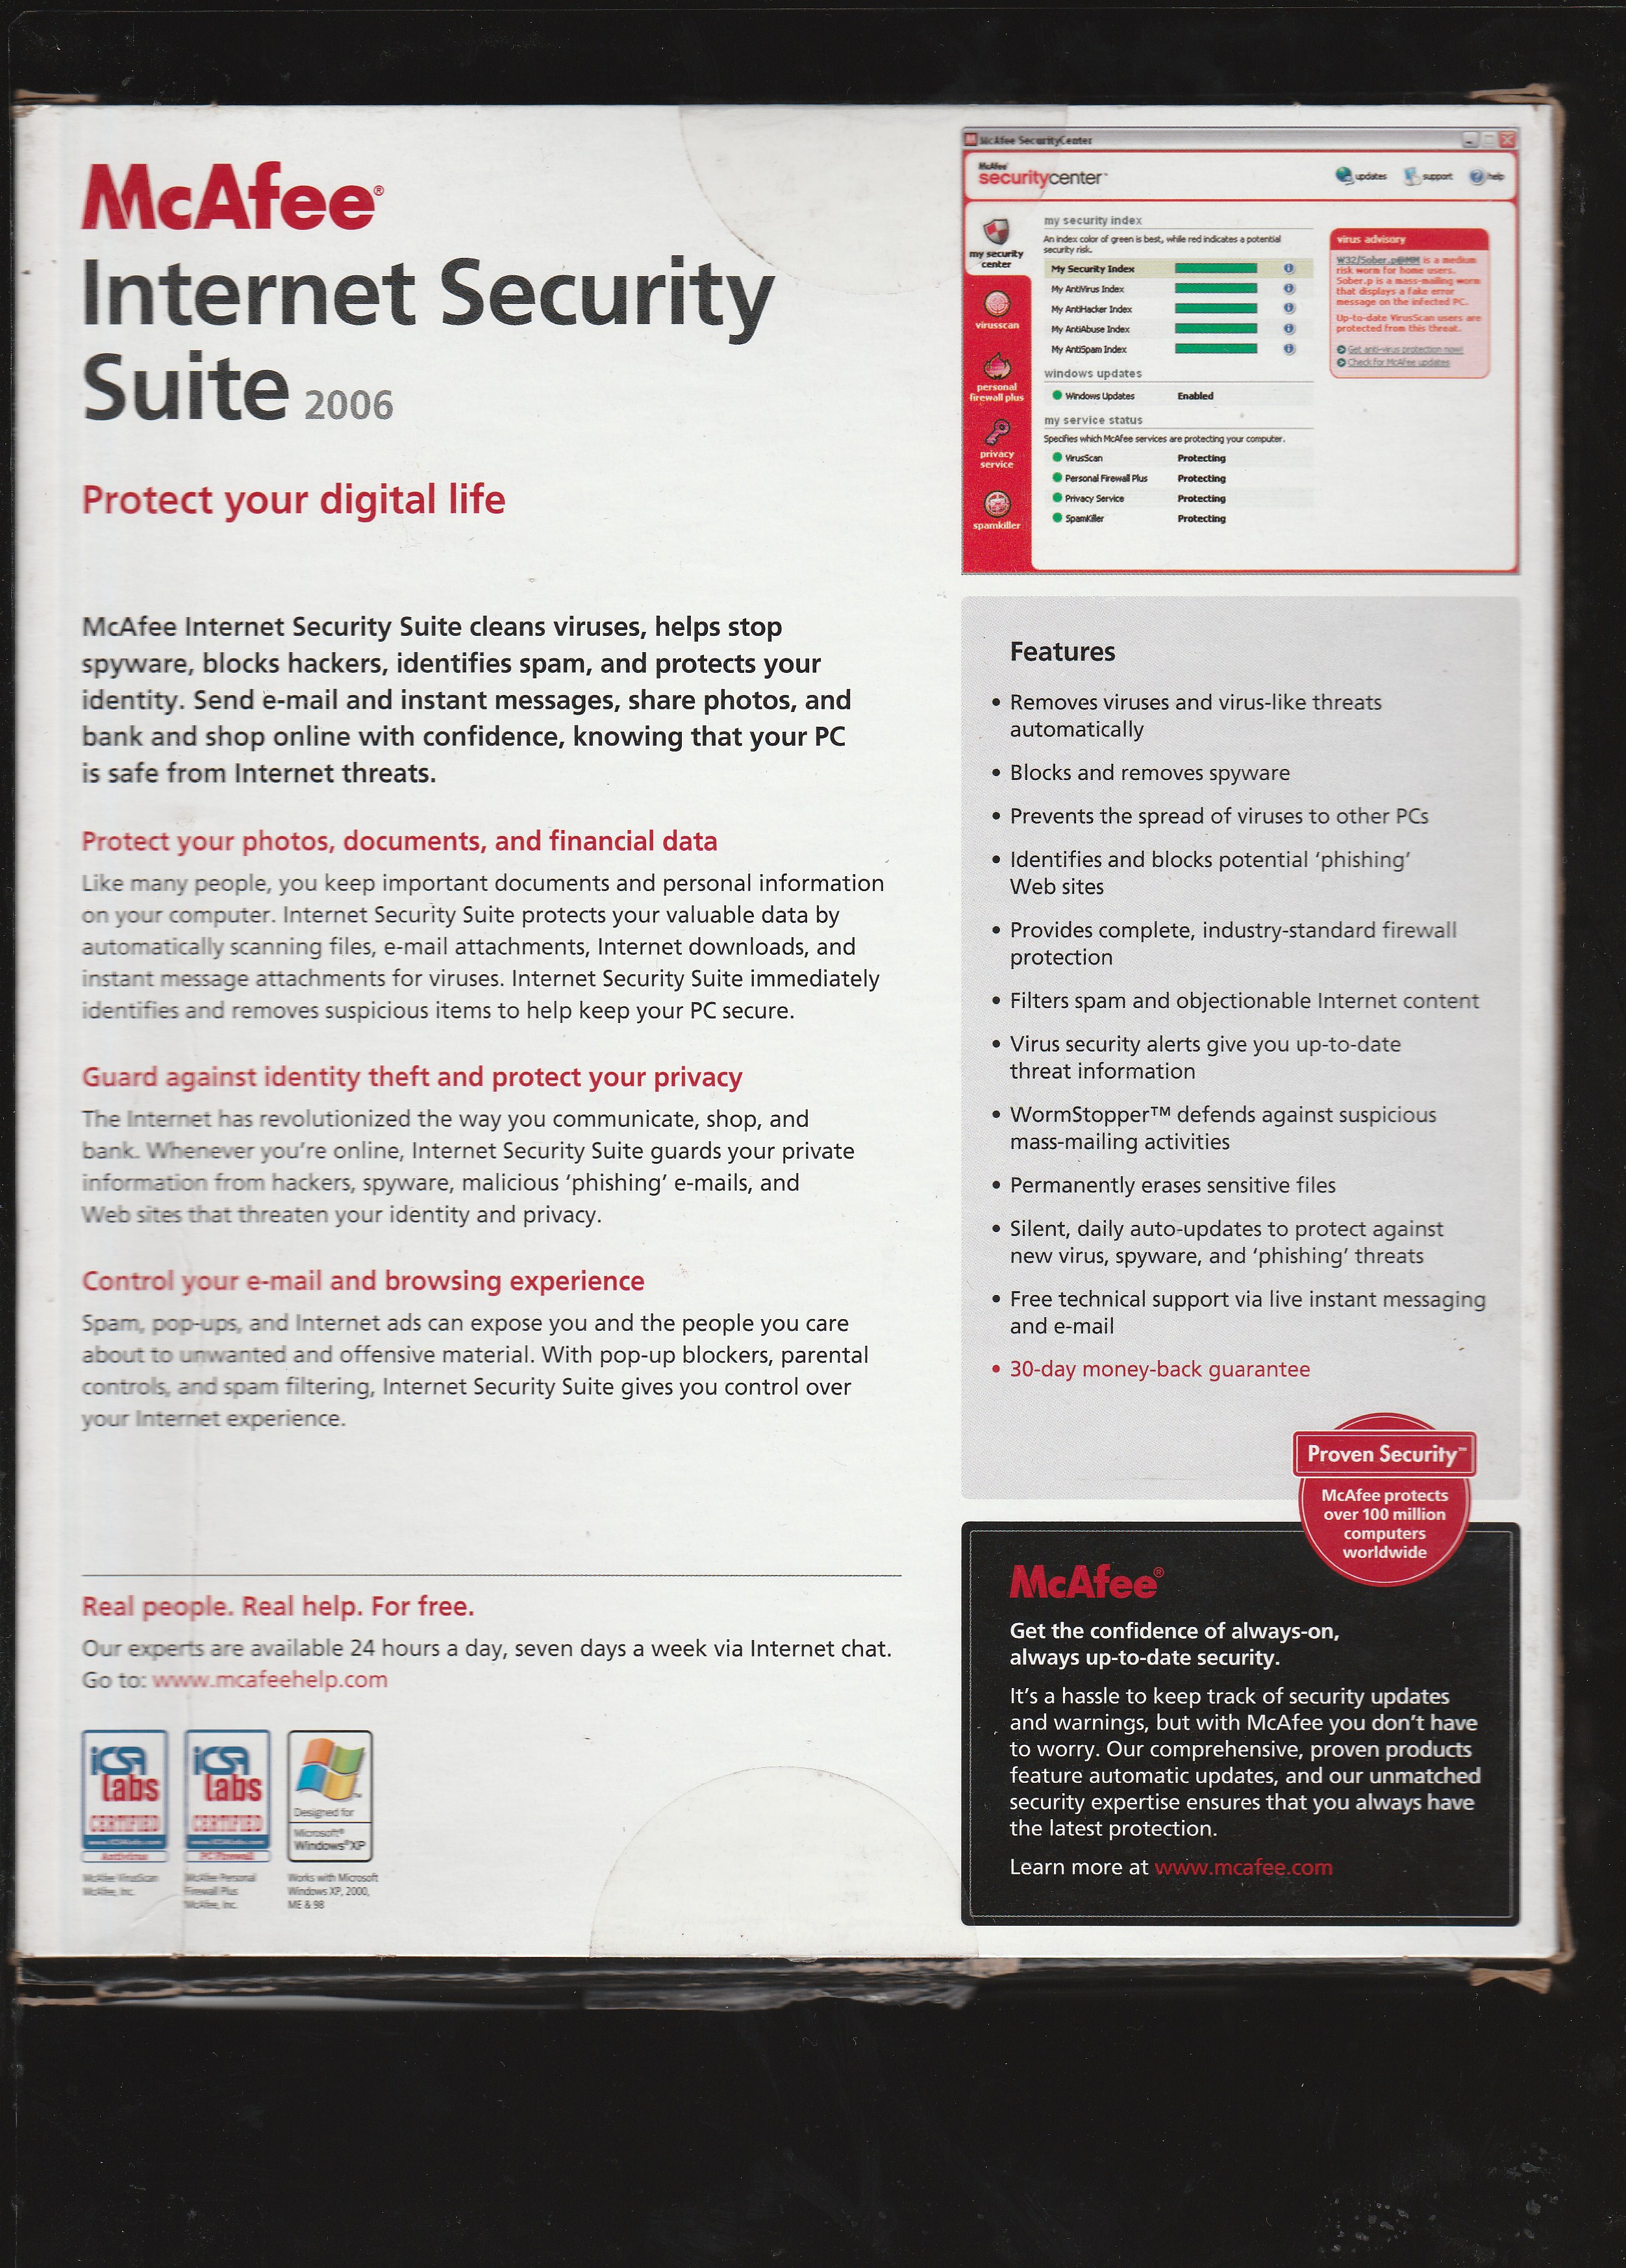 McAfee®
Internet Security
Suite 2006
Protect your digital life
McAfee Internet Security Suite cleans viruses, helps stop
spyware, blocks hackers, identifies spam, and protects your
identity. Send e-mail and instant messages, share photos, and
bank and shop online with confidence, knowing that your PC
is safe from Internet threats.
Protect your photos, documents, and financial data
Like many people, you keep important documents and personal information
on your computer. Internet Security Suite protects your valuable data by
automatically scanning files, e-mail attachments, Internet downloads, and
instant message attachments for viruses. Internet Security Suite immediately
identifies and removes suspicious items to help keep your PC secure.
Guard against identity theft and protect your privacy
The Internet has revolutionized the way you communicate, shop, and
bank. Whenever you're online, Internet Security Suite guards your private
information from hackers, spyware, malicious 'phishing' e-mails, and
Web sites that threaten your identity and privacy.
Control your e-mail and browsing experience
Spam, pop-ups, and Internet ads can expose you and the people you care
about to unwanted and offensive material. With pop-up blockers, parental
controls, and spam filtering, Internet Security Suite gives you control over
your Internet experience.
Real people. Real help. For free.
Our experts are available 24 hours a day, seven days a week via Internet chat.
Go to: www.mcafeehelp.com
iCSA
labs
CERTIFIED
www.ICSAlabs.com
Antivirus
McAfee VirusScan
McAfee, Inc.
iCSA
labs
CERTIFIED
www.ICSAlabs.com
PC Firewall
McAfee Personal
Firewall Plus
McAfee, Inc.
Designed for
Microsoft®
Windows®XP
Works with Microsoft
Windows XP, 2000,
ME & 98
McAfee SecurityCenter
McAfee®
securitycenter™
updates
support
help
my security
center
virusscan
personal
firewall plus
privacy
service
spamkiller
my security index
An index color of green is best, while red indicates a potential
security risk.
My Security Index
My AntiVirus Index
My AntiHacker Index
My AntiAbuse Index
My AntiSpam Index
windows updates
Windows Updates Enabled
my service status
Specifies which McAfee services are protecting your computer.
VirusScan Protecting
Personal Firewall Plus Protecting
Privacy Service Protecting
SpamKiller Protecting
virus advisory
W32/Sober.p@MM is a medium
risk worm for home users.
Sober.p is a mass-mailing worm
that displays a fake error
message on the infected PC.
Up-to-date VirusScan users are
protected from this threat.
Get anti-virus protection now!
Check for McAfee updates
Features
• Removes viruses and virus-like threats
automatically
• Blocks and removes spyware
• Prevents the spread of viruses to other PCs
• Identifies and blocks potential 'phishing'
Web sites
• Provides complete, industry-standard firewall
protection
• Filters spam and objectionable Internet content
• Virus security alerts give you up-to-date
threat information
• WormStopper™ defends against suspicious
mass-mailing activities
• Permanently erases sensitive files
• Silent, daily auto-updates to protect against
new virus, spyware, and 'phishing' threats
• Free technical support via live instant messaging
and e-mail
• 30-day money-back guarantee
Proven Security™
McAfee protects
over 100 million
computers
worldwide
McAfee®
Get the confidence of always-on,
always up-to-date security.
It's a hassle to keep track of security updates
and warnings, but with McAfee you don't have
to worry. Our comprehensive, proven products
feature automatic updates, and our unmatched
security expertise ensures that you always have
the latest protection.
Learn more at www.mcafee.com